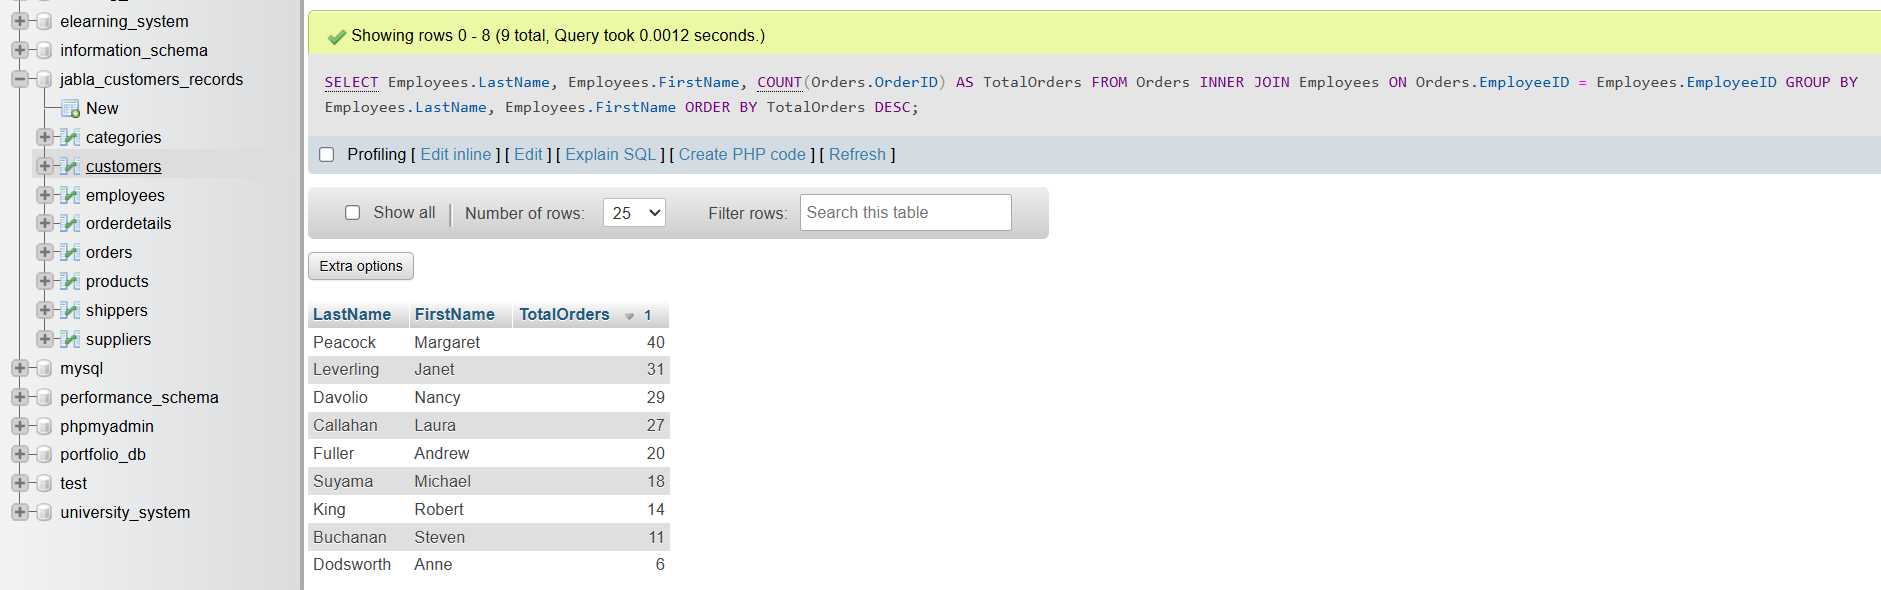 elearning_system
information_schema
jabla_customers_records
New
categories
customers
employees
orderdetails
orders
products
shippers
suppliers
mysql
performance_schema
phpmyadmin
portfolio_db
test
university_system
Showing rows 0 - 8 (9 total, Query took 0.0012 seconds.)
SELECT Employees.LastName, Employees.FirstName, COUNT(Orders.OrderID) AS TotalOrders FROM Orders INNER JOIN Employees ON Orders.EmployeeID = Employees.EmployeeID GROUP BY
Employees.LastName, Employees.FirstName ORDER BY TotalOrders DESC;
Profiling [ Edit inline ] [ Edit ] [ Explain SQL ] [ Create PHP code ] [ Refresh ]
Show all Number of rows: 25 Filter rows: Search this table
Extra options
LastName FirstName TotalOrders 1
Peacock Margaret 40
Leverling Janet 31
Davolio Nancy 29
Callahan Laura 27
Fuller Andrew 20
Suyama Michael 18
King Robert 14
Buchanan Steven 11
Dodsworth Anne 6